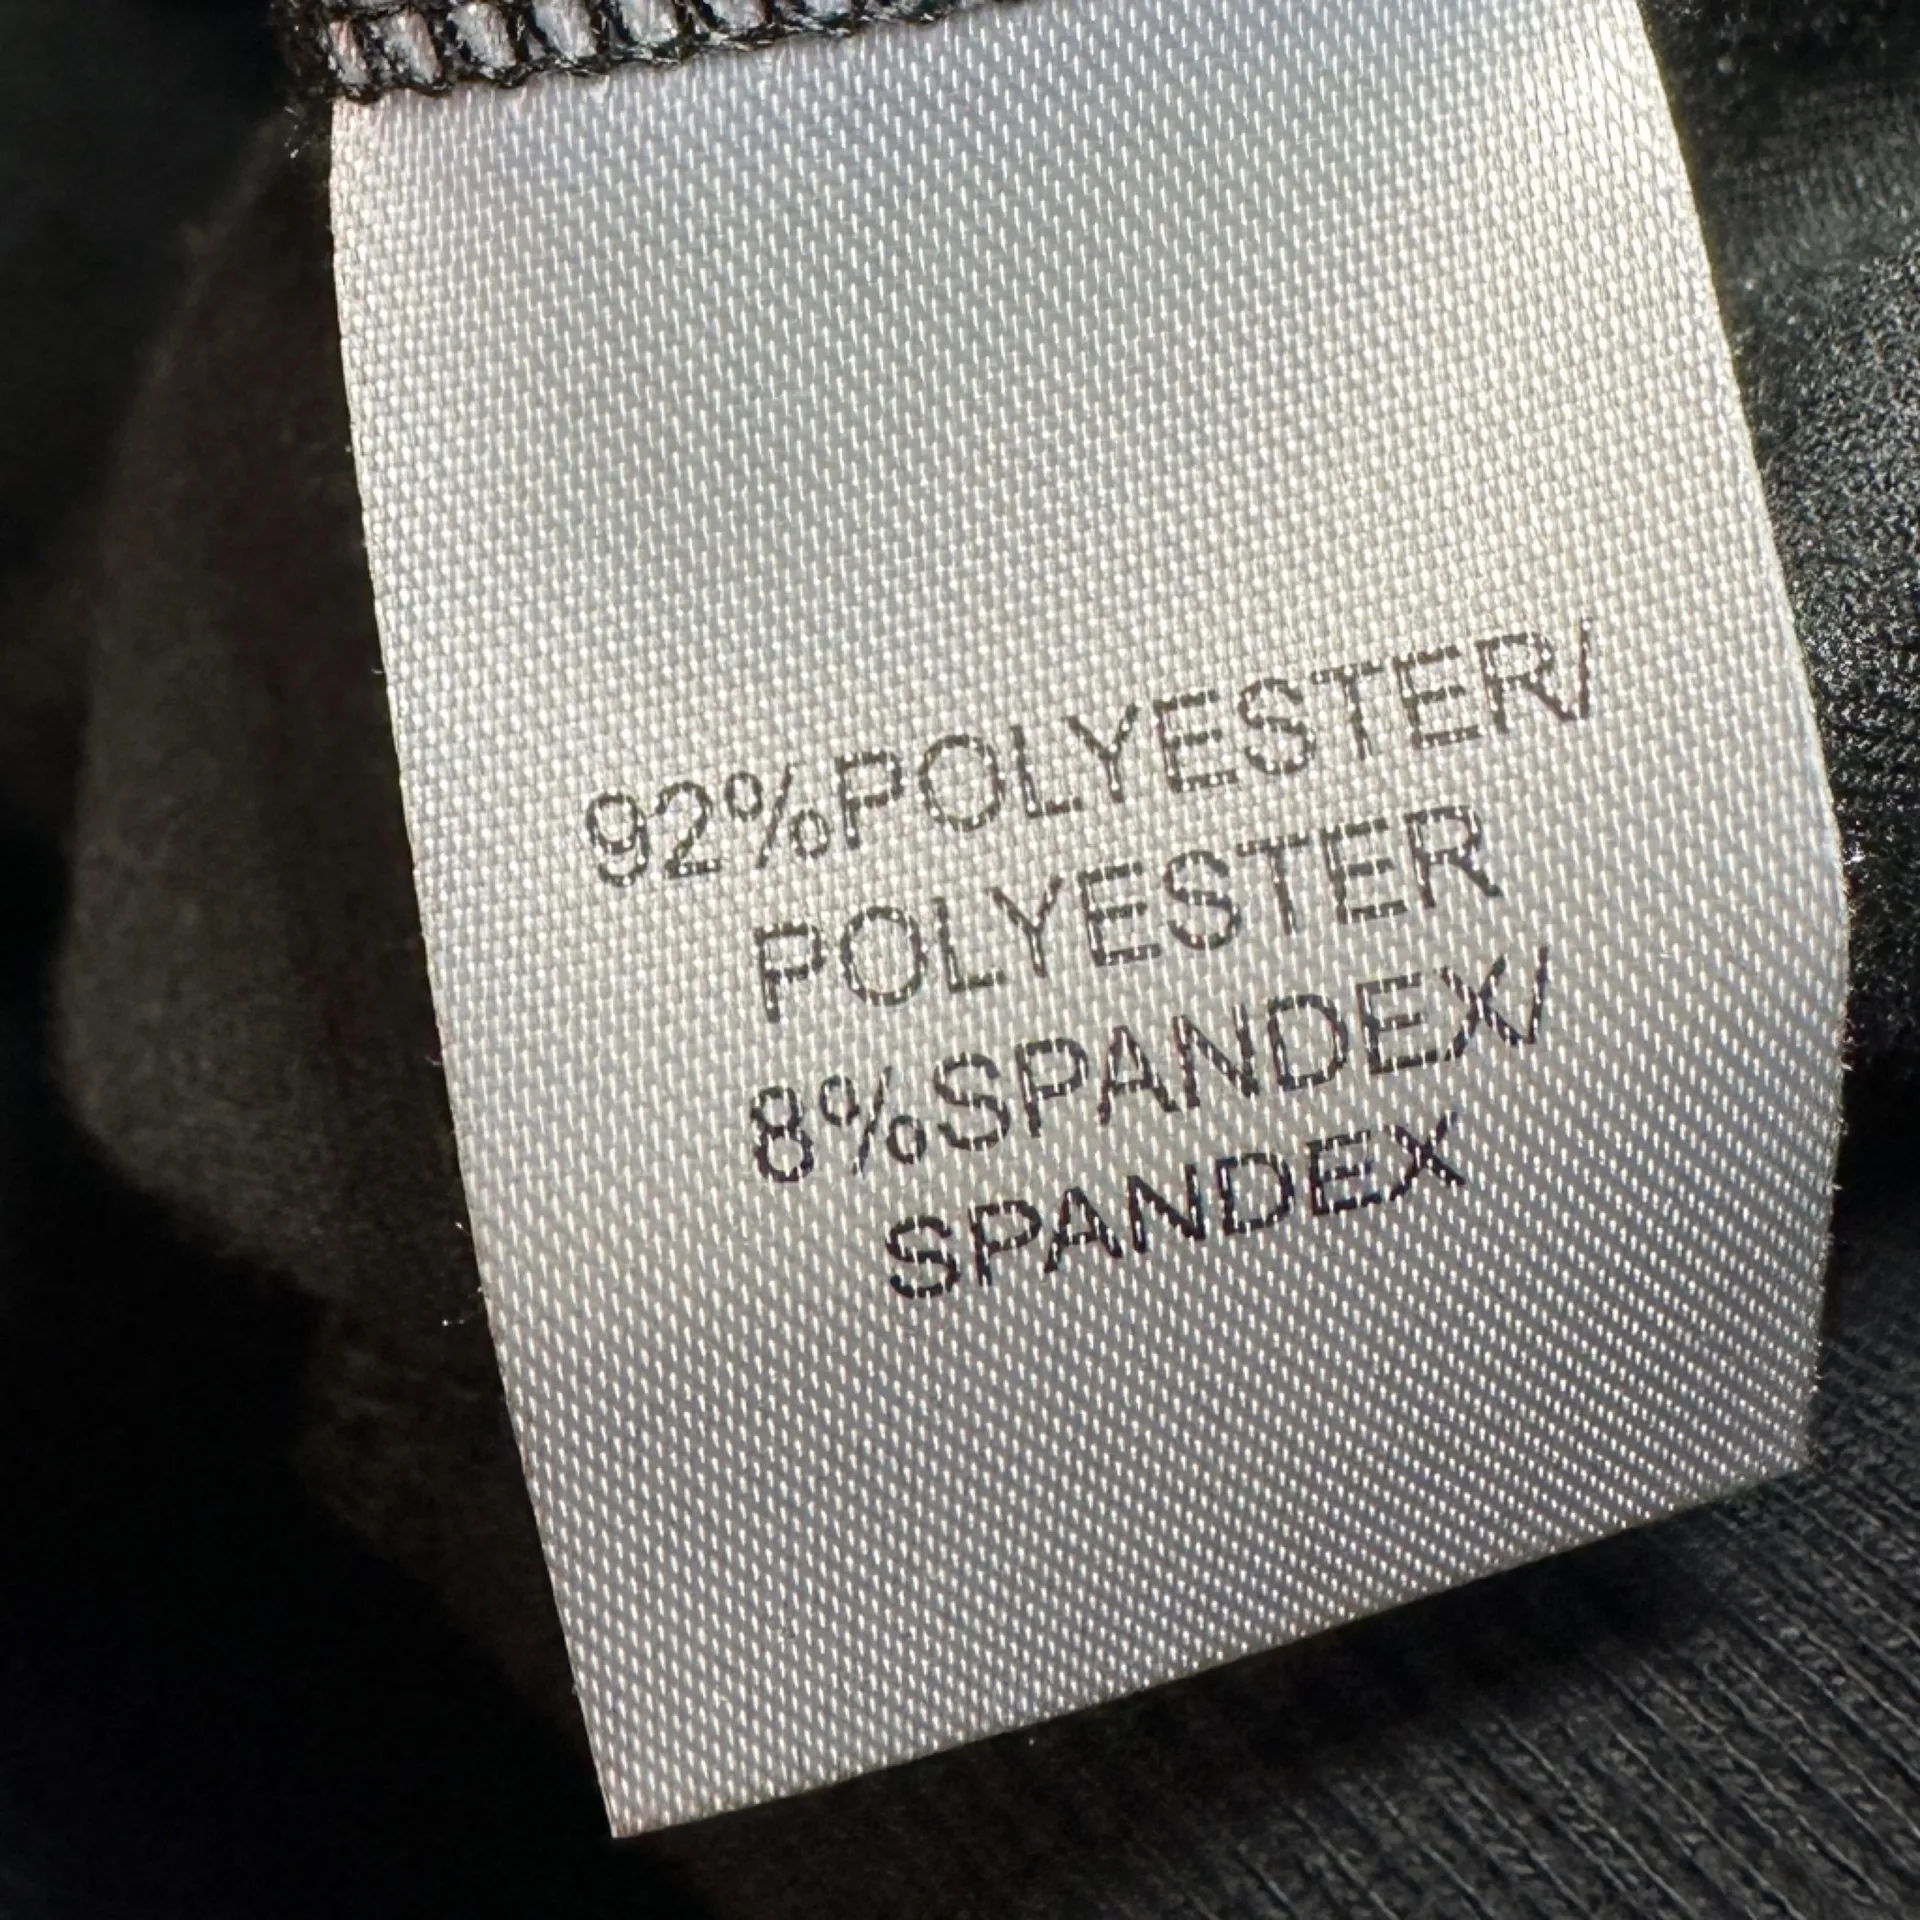 92%POLYESTER/
POLYESTER
8%SPANDEX/
SPANDEX